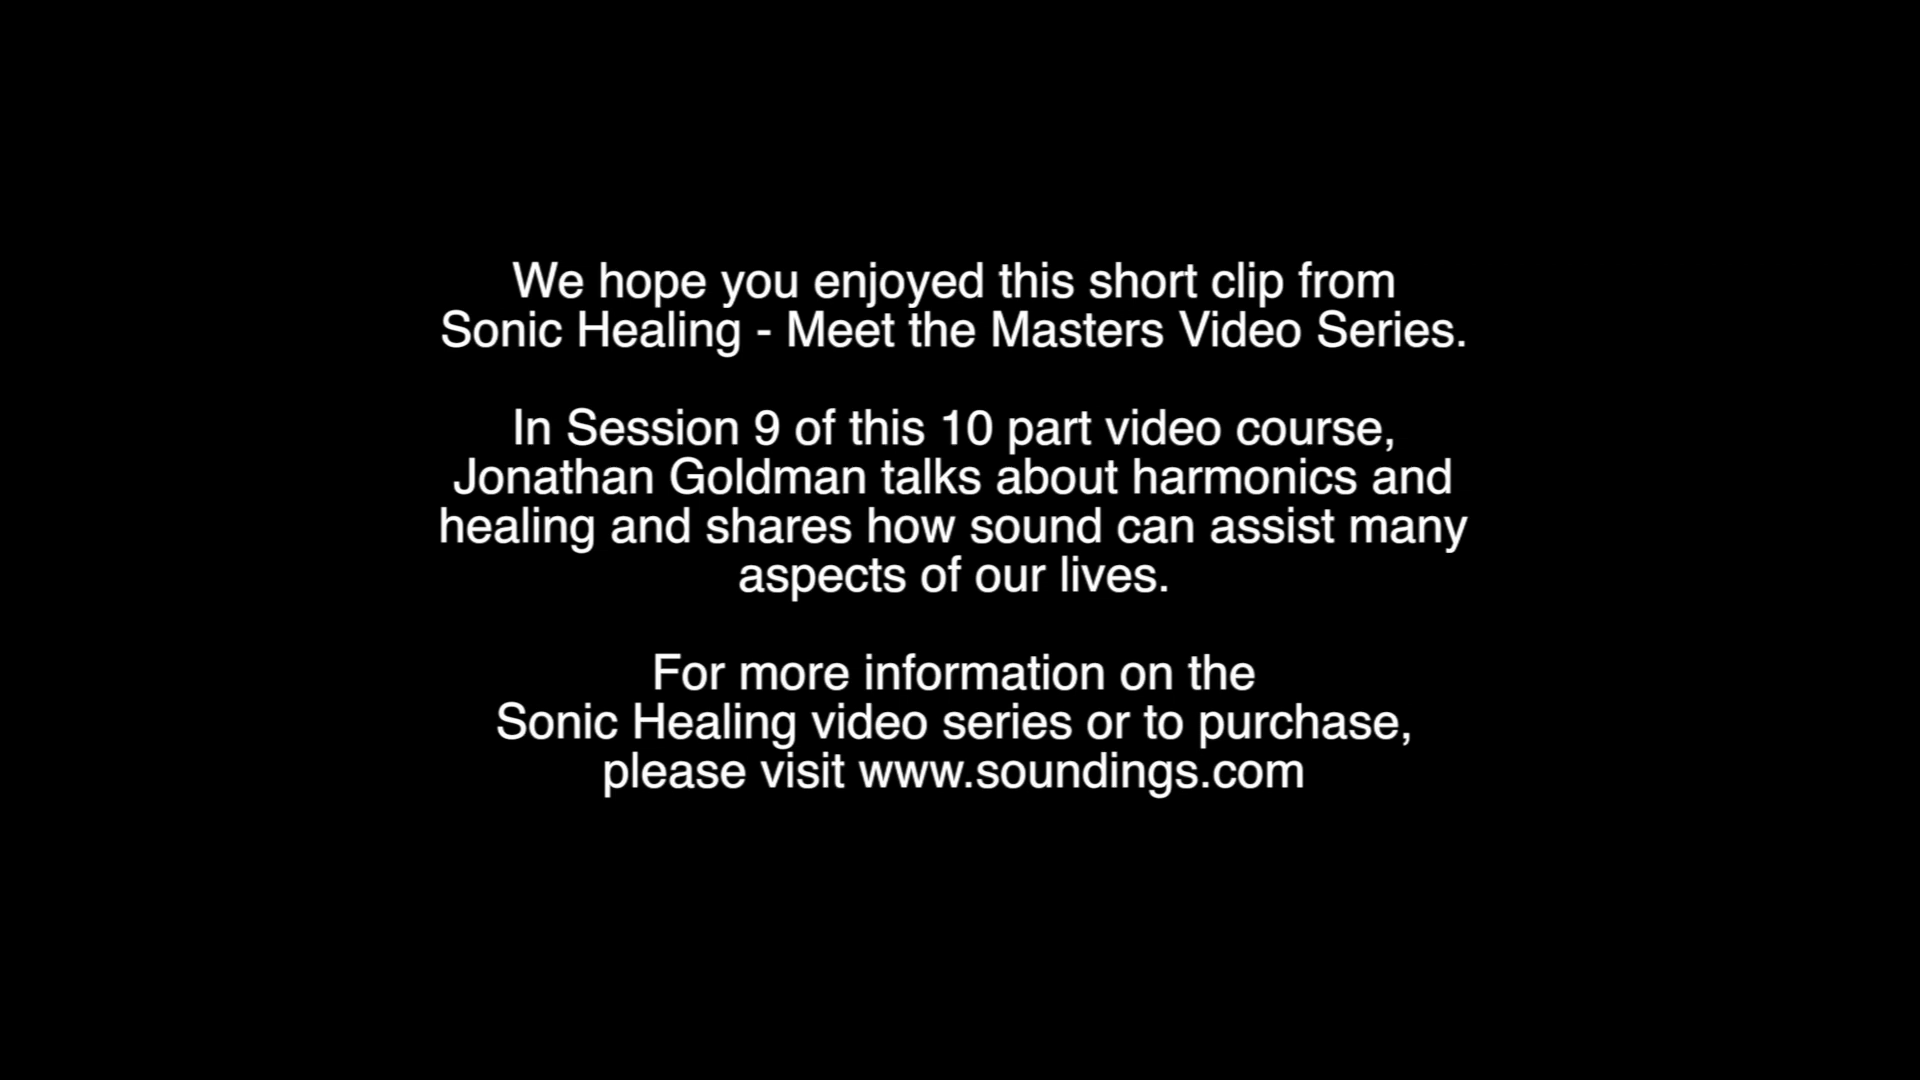 We hope you enjoyed this short clip from
Sonic Healing - Meet the Masters Video Series.
In Session 9 of this 10 part video course,
Jonathan Goldman talks about harmonics and
healing and shares how sound can assist many
aspects of our lives.
For more information on the
Sonic Healing video series or to purchase,
please visit www.soundings.com